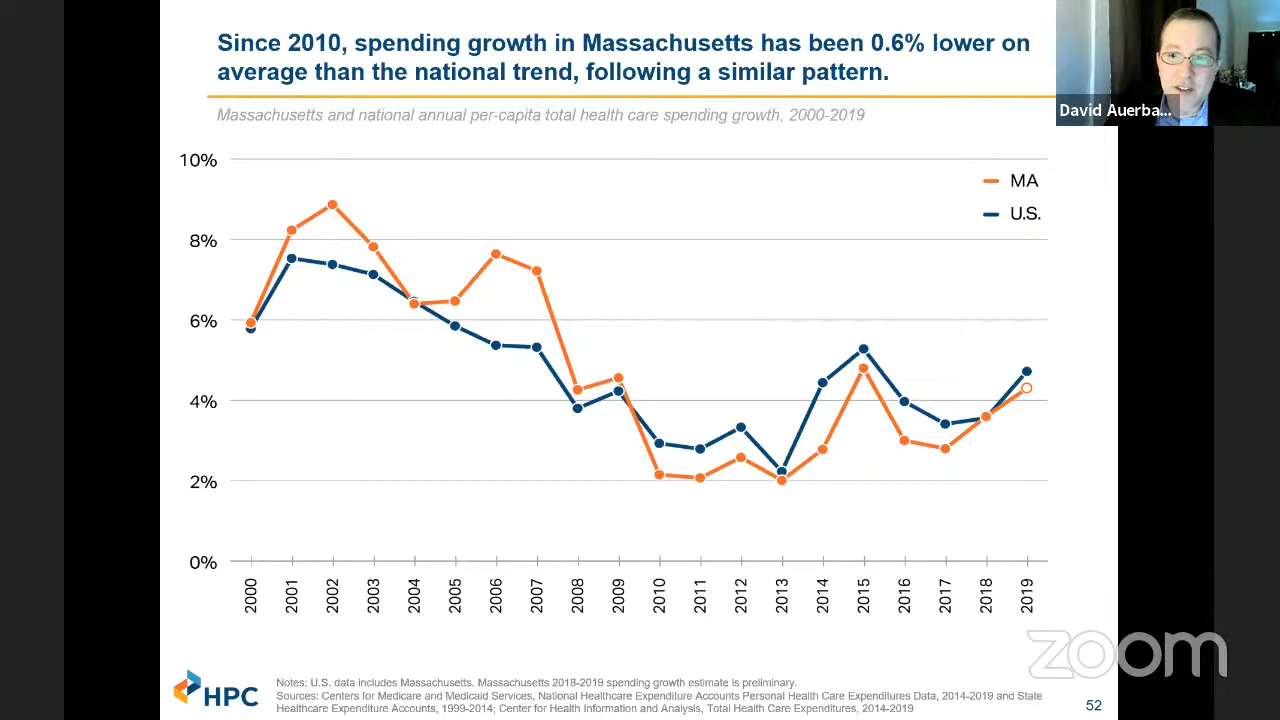 Since 2010, spending growth in Massachusetts has been 0.6% lower on
average than the national trend, following a similar pattern.
David Auerba...
Massachusetts and national annual per-capita total health care spending growth, 2000-2019
10%
8%
6%
4%
2%
0%
MA
U.S.
2000
2001
2002
2003
2004
2005
2006
2007
2008
2009
2010
2011
2012
2013
2014
2015
2016
2017
2018
2019
zoom
HPC
Notes: U.S. data includes Massachusetts. Massachusetts 2018-2019 spending growth estimate is preliminary.
Sources: Centers for Medicare and Medicaid Services, National Healthcare Expenditure Accounts Personal Health Care Expenditures Data, 2014-2019 and State
Healthcare Expenditure Accounts, 1999-2014; Center for Health Information and Analysis, Total Health Care Expenditures, 2014-2019
52